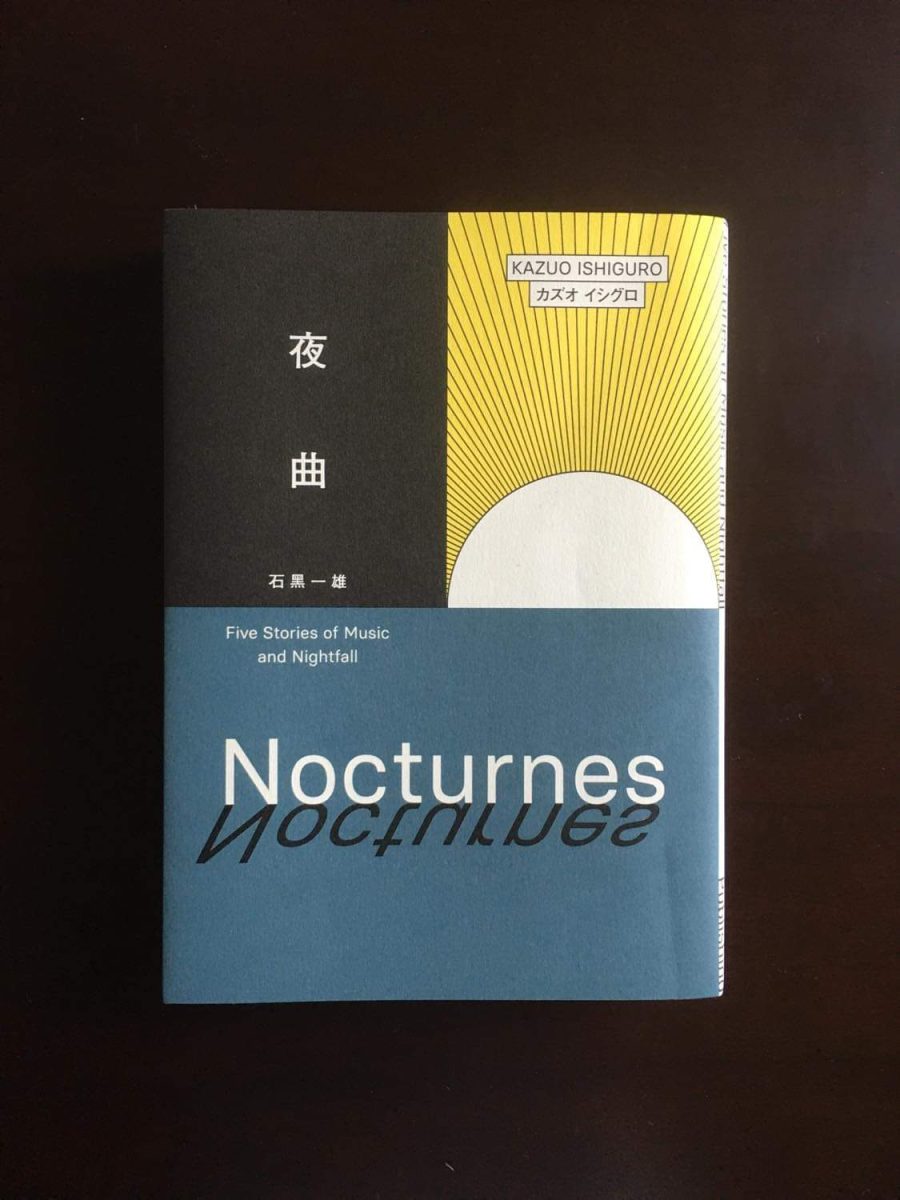 KAZUO ISHIGURO
カズオ イシグロ
夜曲
石黑一雄
Five Stories of Music
and Nightfall
Nocturnes
Nocturnes